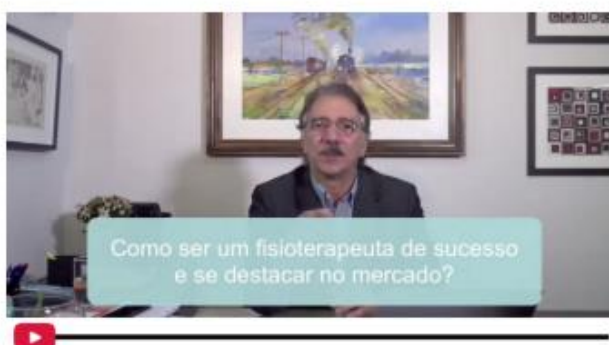 Como ser um fisioterapeuta de sucesso
e se destacar no mercado?